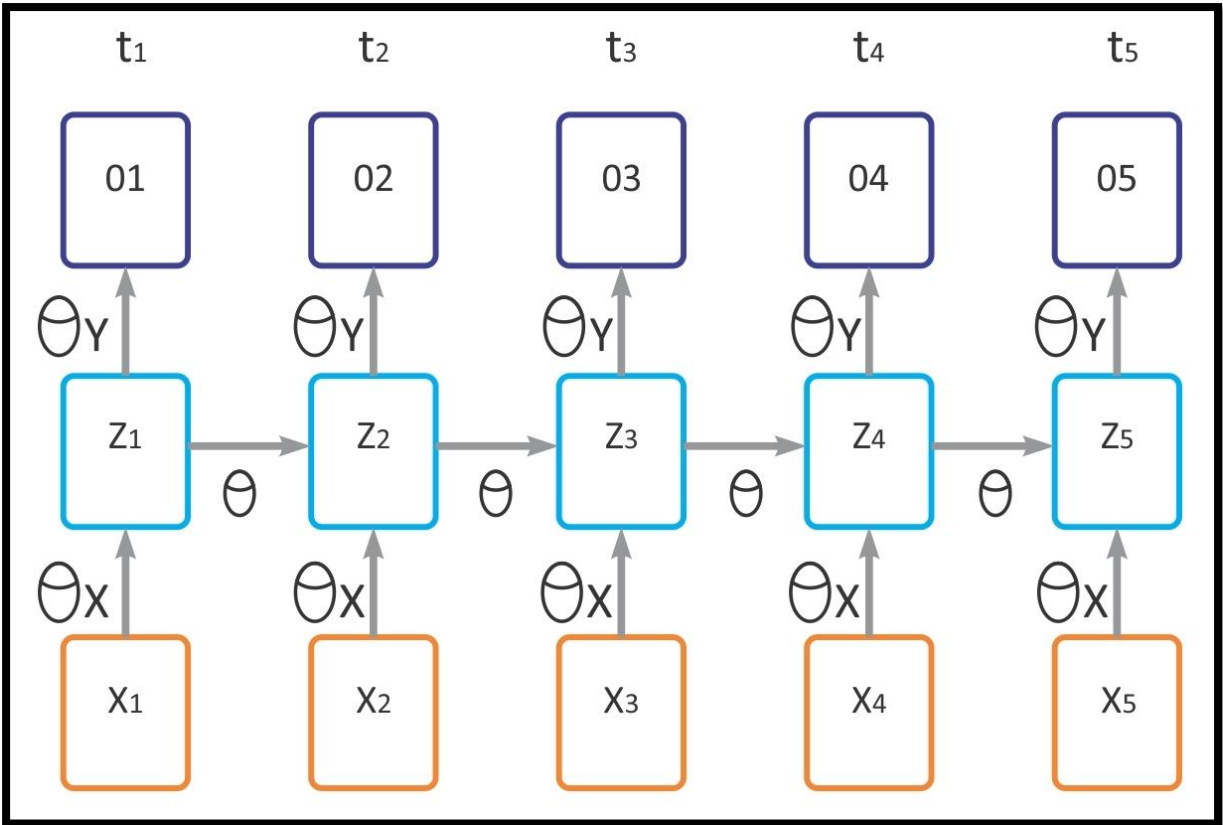 t1 t2 t3 t4 t5
01 02 03 04 05
ΘY ΘY ΘY ΘY ΘY
Z1 Z2 Z3 Z4 Z5
Θ Θ Θ Θ
ΘX ΘX ΘX ΘX ΘX
X1 X2 X3 X4 X5